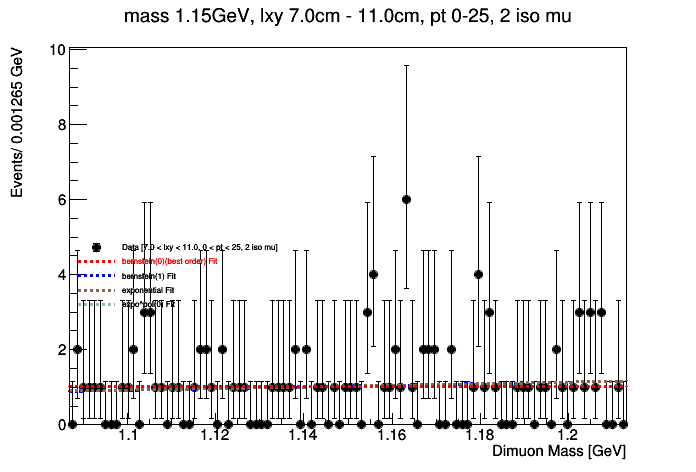 mass 1.15GeV, lxy 7.0cm - 11.0cm, pt 0-25, 2 iso mu
Events/ 0.001265 GeV
10
8
6
4
2
0
Data [7.0 < lxy < 11.0, 0 < pt < 25, 2 iso mu]
bernstein(0)(best order) Fit
bernstein(1) Fit
exponential Fit
expo*pol(0) Fit
1.1 1.12 1.14 1.16 1.18 1.2
Dimuon Mass [GeV]